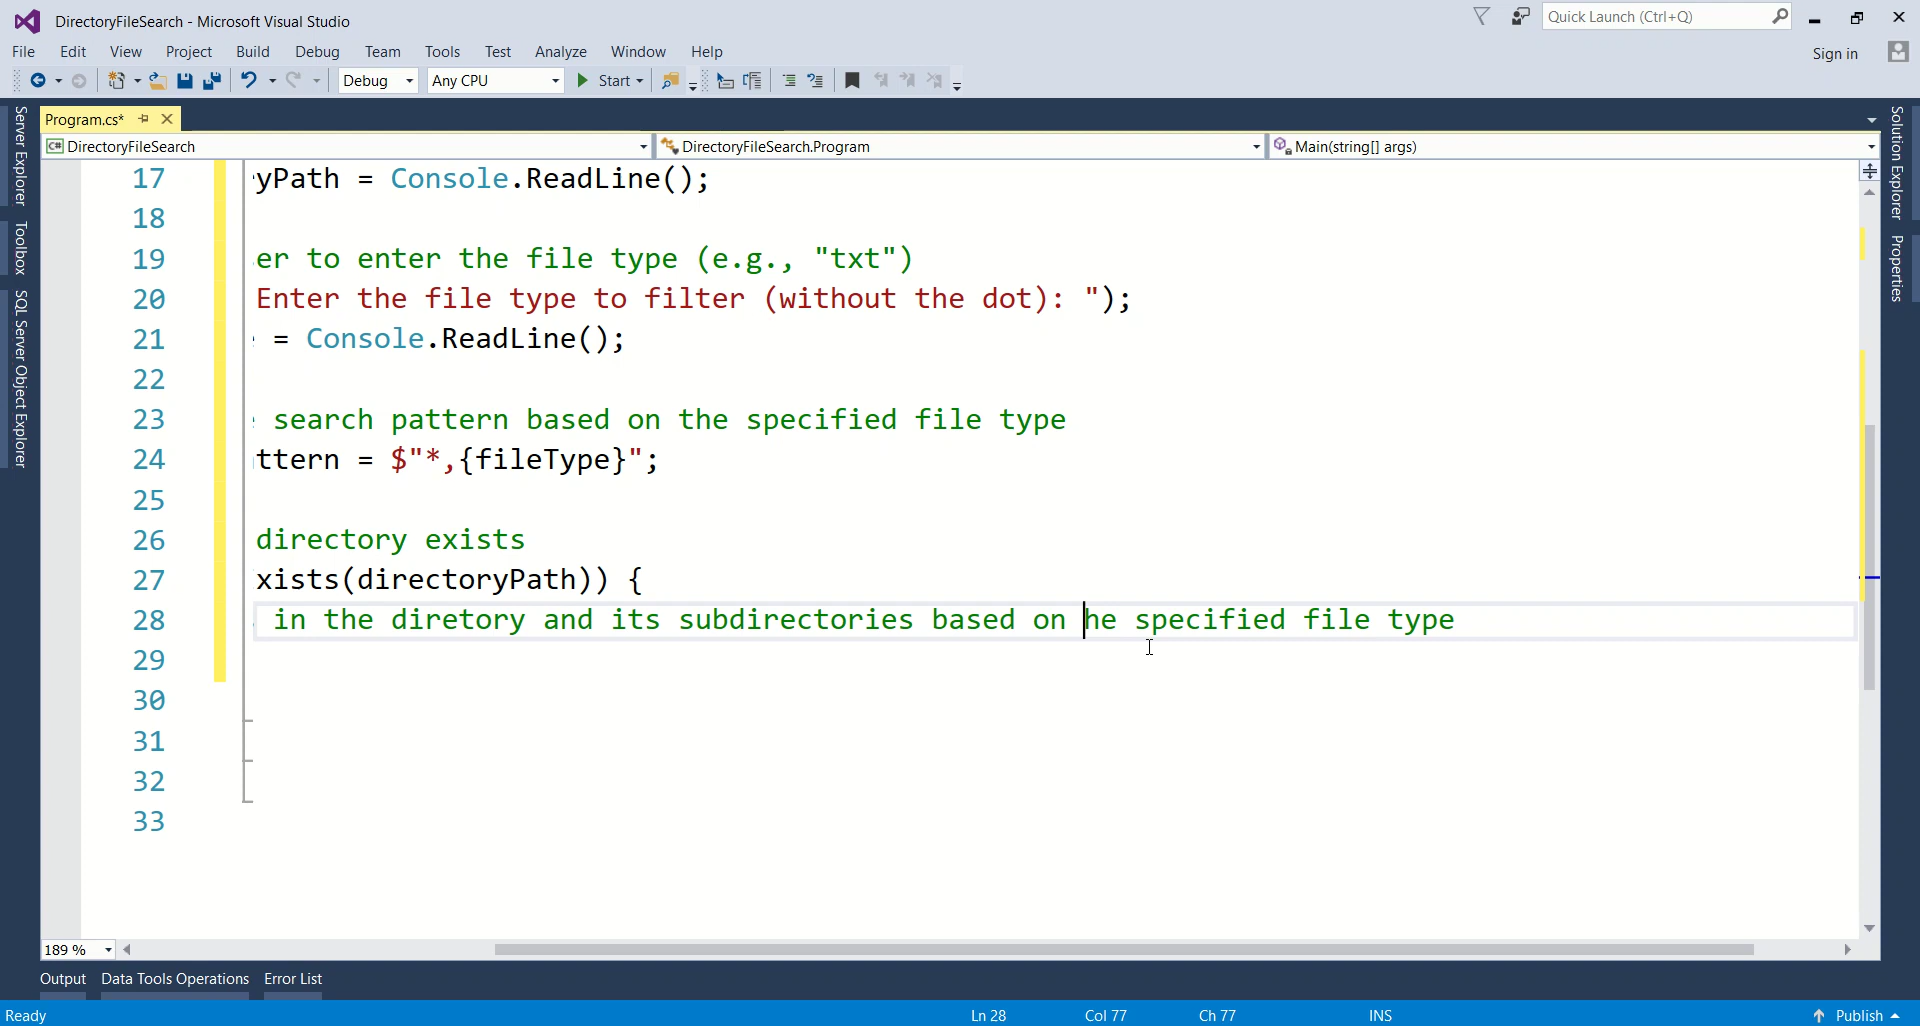 DirectoryFileSearch - Microsoft Visual Studio
Quick Launch (Ctrl+Q)
File Edit View Project Build Debug Team Tools Test Analyze Window Help
Sign in
Debug Any CPU Start
Program.cs*
DirectoryFileSearch DirectoryFileSearch.Program Main(string[] args)
Server Explorer
Toolbox
SQL Server Object Explorer
Solution Explorer
Properties
17 yPath = Console.ReadLine();
18
19 er to enter the file type (e.g., "txt")
20 Enter the file type to filter (without the dot): ");
21 = Console.ReadLine();
22
23 search pattern based on the specified file type
24 ttern = $"*,{fileType}";
25
26 directory exists
27 xists(directoryPath)) {
28 in the diretory and its subdirectories based on he specified file type
29
30
31
32
33
189 %
Output Data Tools Operations Error List
Ready Ln 28 Col 77 Ch 77 INS Publish